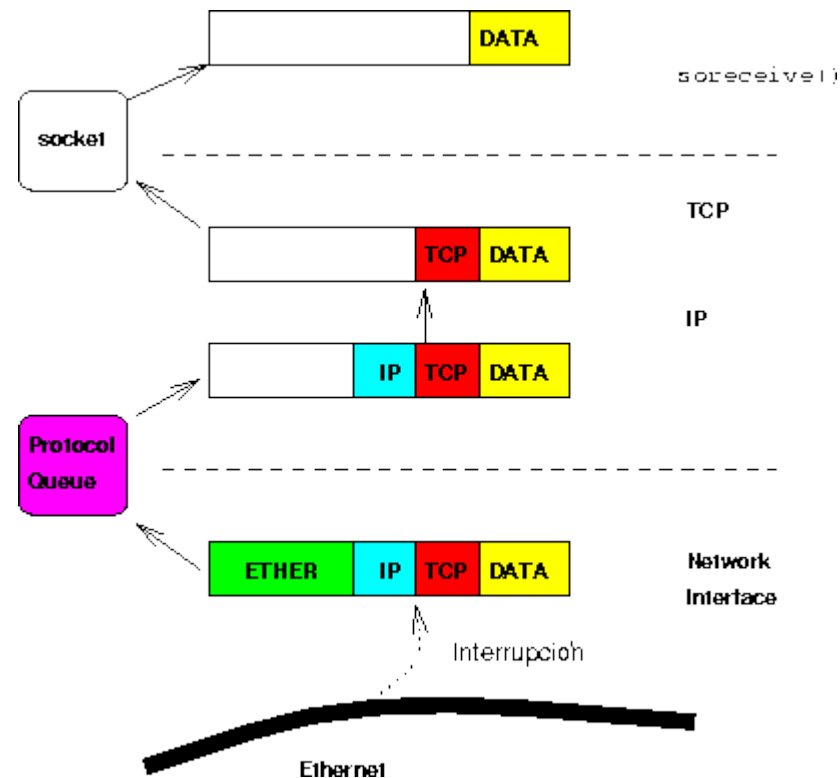 DATA
soreceive()
socket
TCP
TCP DATA
IP
IP TCP DATA
Protocol
Queue
ETHER IP TCP DATA
Network
Interface
Interrupción
Ethernet